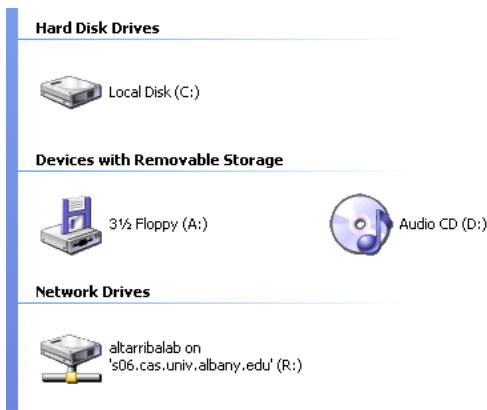 Hard Disk Drives
Local Disk (C:)
Devices with Removable Storage
3½ Floppy (A:)
Audio CD (D:)
Network Drives
altarribalab on
's06.cas.univ.albany.edu' (R:)